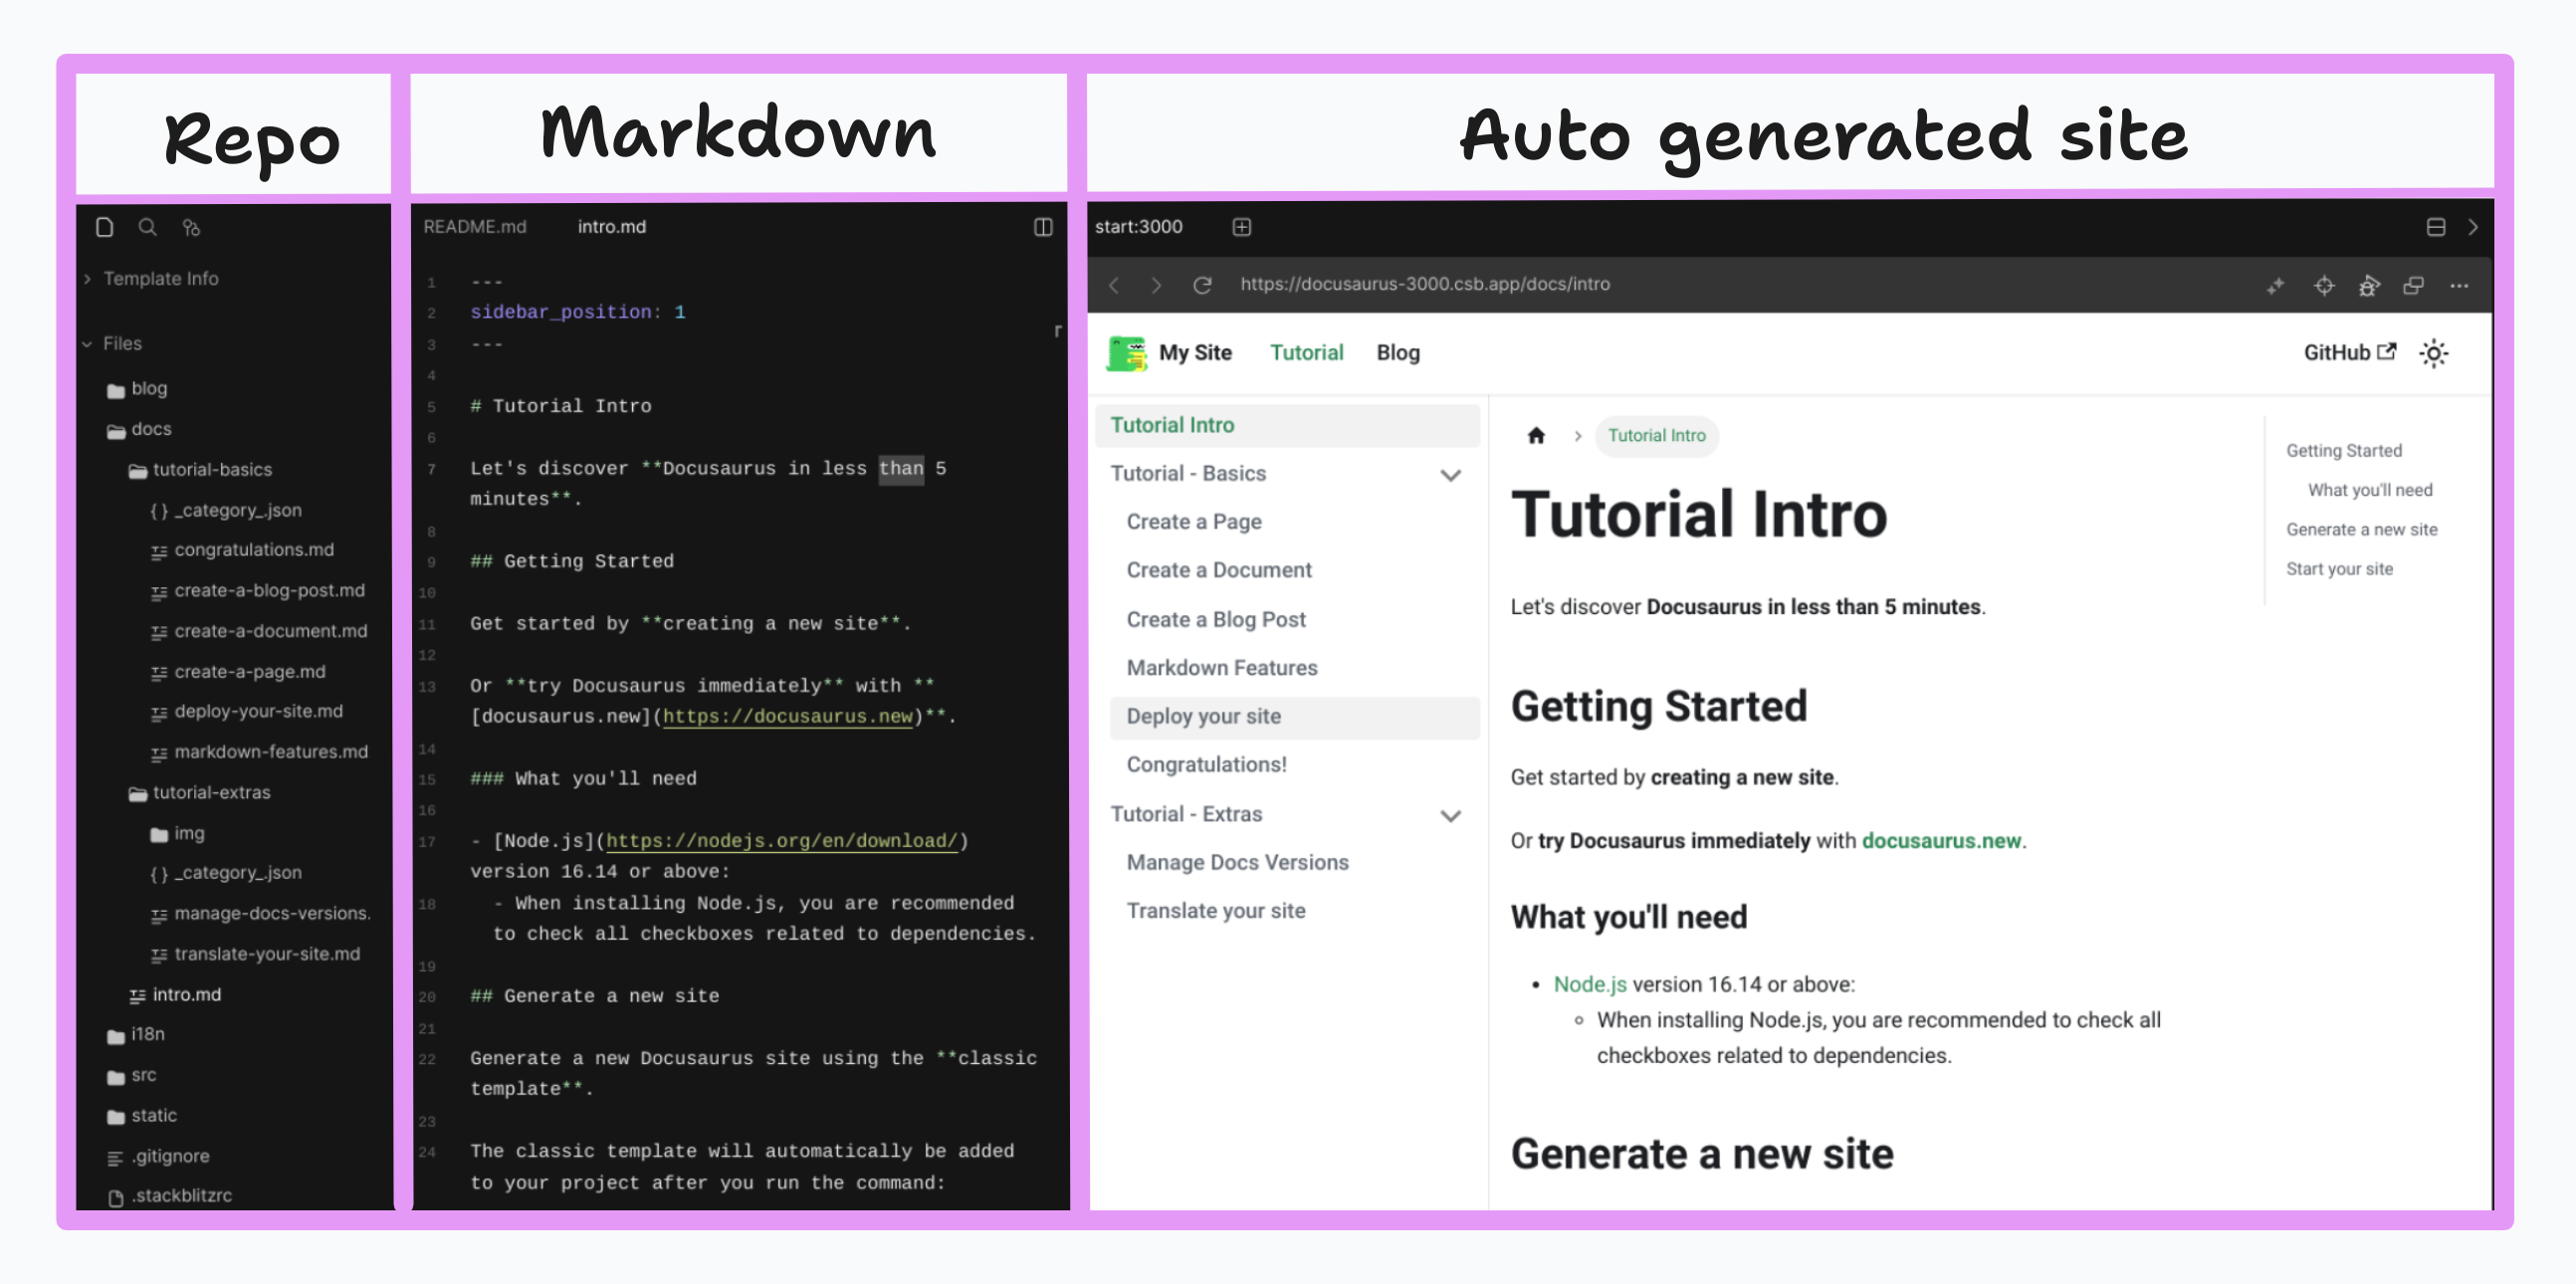 Repo
Markdown
Auto generated site
Template Info
Files
blog
docs
tutorial-basics
{ } _category_.json
congratulations.md
create-a-blog-post.md
create-a-document.md
create-a-page.md
deploy-your-site.md
markdown-features.md
tutorial-extras
img
{ } _category_.json
manage-docs-versions.
translate-your-site.md
intro.md
i18n
src
static
.gitignore
.stackblitzrc
README.md intro.md
1 ---
2 sidebar_position: 1
3 ---
4
5 # Tutorial Intro
6
7 Let's discover **Docusaurus in less than 5
minutes**.
8
9 ## Getting Started
10
11 Get started by **creating a new site**.
12
13 Or **try Docusaurus immediately** with **
[docusaurus.new](https://docusaurus.new)**.
14
15 ### What you'll need
16
17 - [Node.js](https://nodejs.org/en/download/)
version 16.14 or above:
18 - When installing Node.js, you are recommended
to check all checkboxes related to dependencies.
19
20 ## Generate a new site
21
22 Generate a new Docusaurus site using the **classic
template**.
23
24 The classic template will automatically be added
to your project after you run the command:
start:3000
https://docusaurus-3000.csb.app/docs/intro
My Site Tutorial Blog GitHub
Tutorial Intro
Tutorial - Basics
Create a Page
Create a Document
Create a Blog Post
Markdown Features
Deploy your site
Congratulations!
Tutorial - Extras
Manage Docs Versions
Translate your site
Tutorial Intro
Tutorial Intro
Let's discover Docusaurus in less than 5 minutes.
Getting Started
Get started by creating a new site.
Or try Docusaurus immediately with docusaurus.new.
What you'll need
• Node.js version 16.14 or above:
◦ When installing Node.js, you are recommended to check all
checkboxes related to dependencies.
Generate a new site
Getting Started
What you'll need
Generate a new site
Start your site